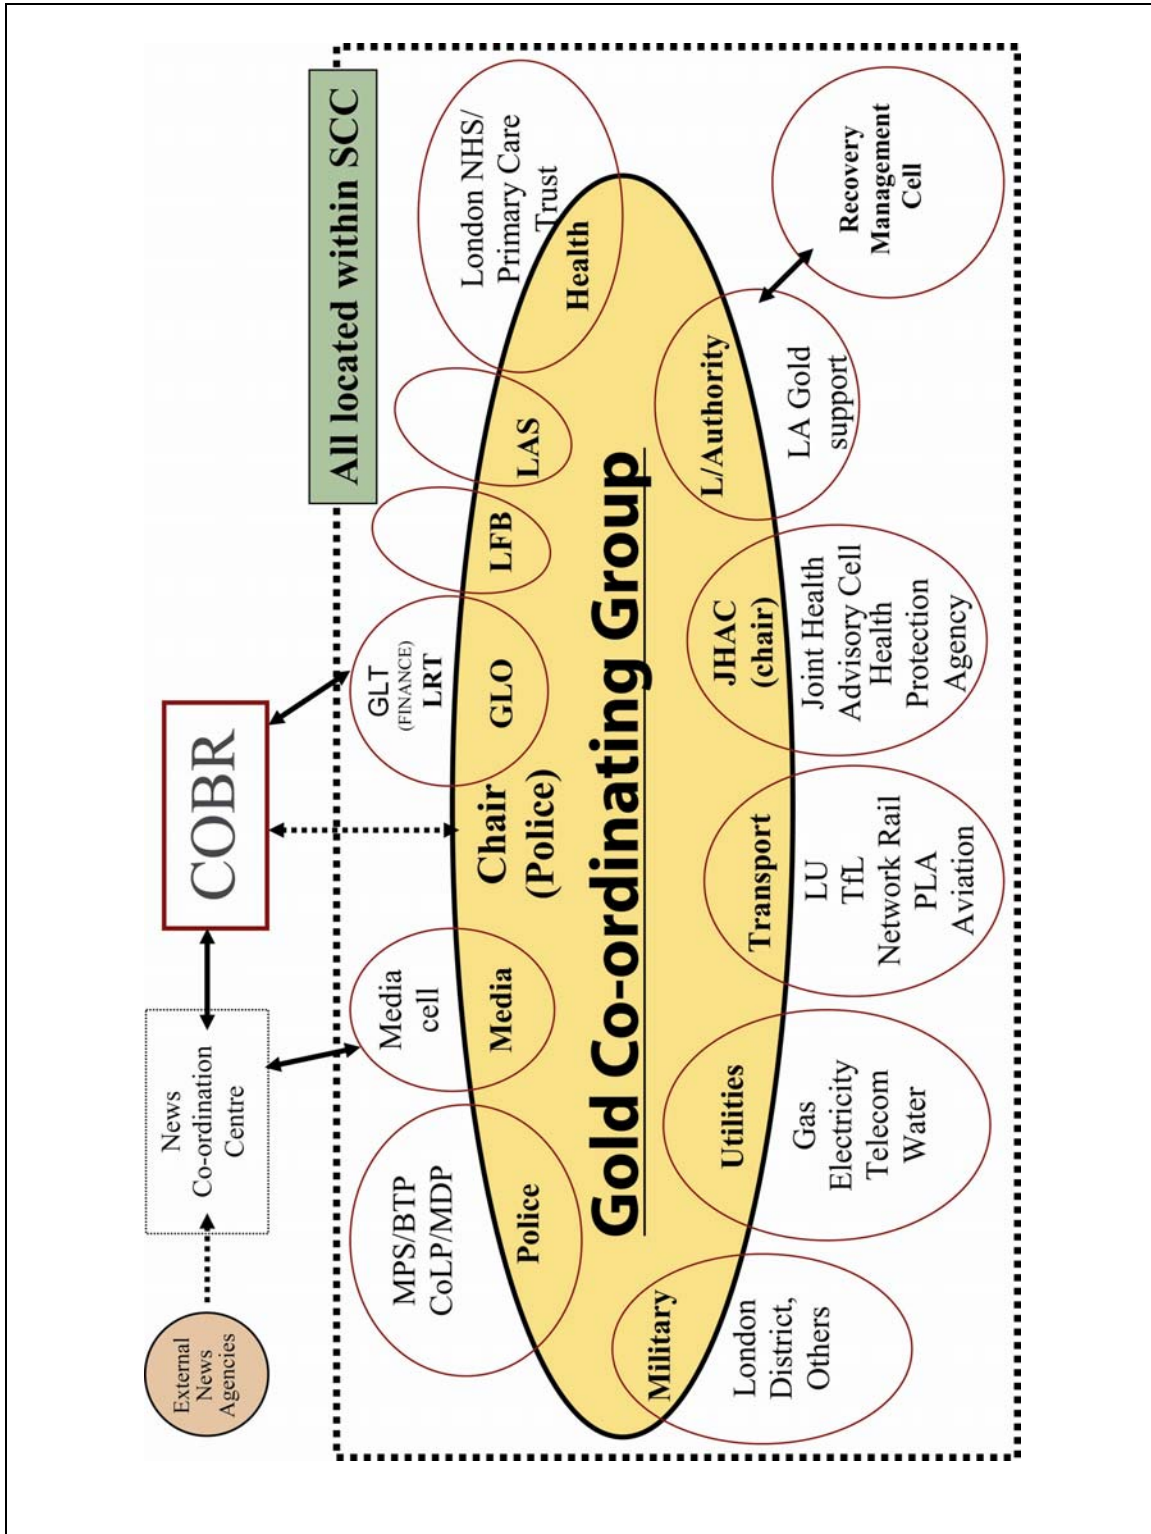 External
News
Agencies
News
Co-ordination
Centre
COBR
All located within SCC
MPS/BTP
CoLP/MDP
Police
Media
cell
Media
Chair
(Police)
GLT
(FINANCE)
LRT
GLO
LFB
LAS
London NHS/
Primary Care
Trust
Health
Gold Co-ordinating Group
Military
London
District,
Others
Utilities
Gas
Electricity
Telecom
Water
Transport
LU
TfL
Network Rail
PLA
Aviation
JHAC
(chair)
Joint Health
Advisory Cell
Health
Protection
Agency
L/Authority
LA Gold
support
Recovery
Management
Cell